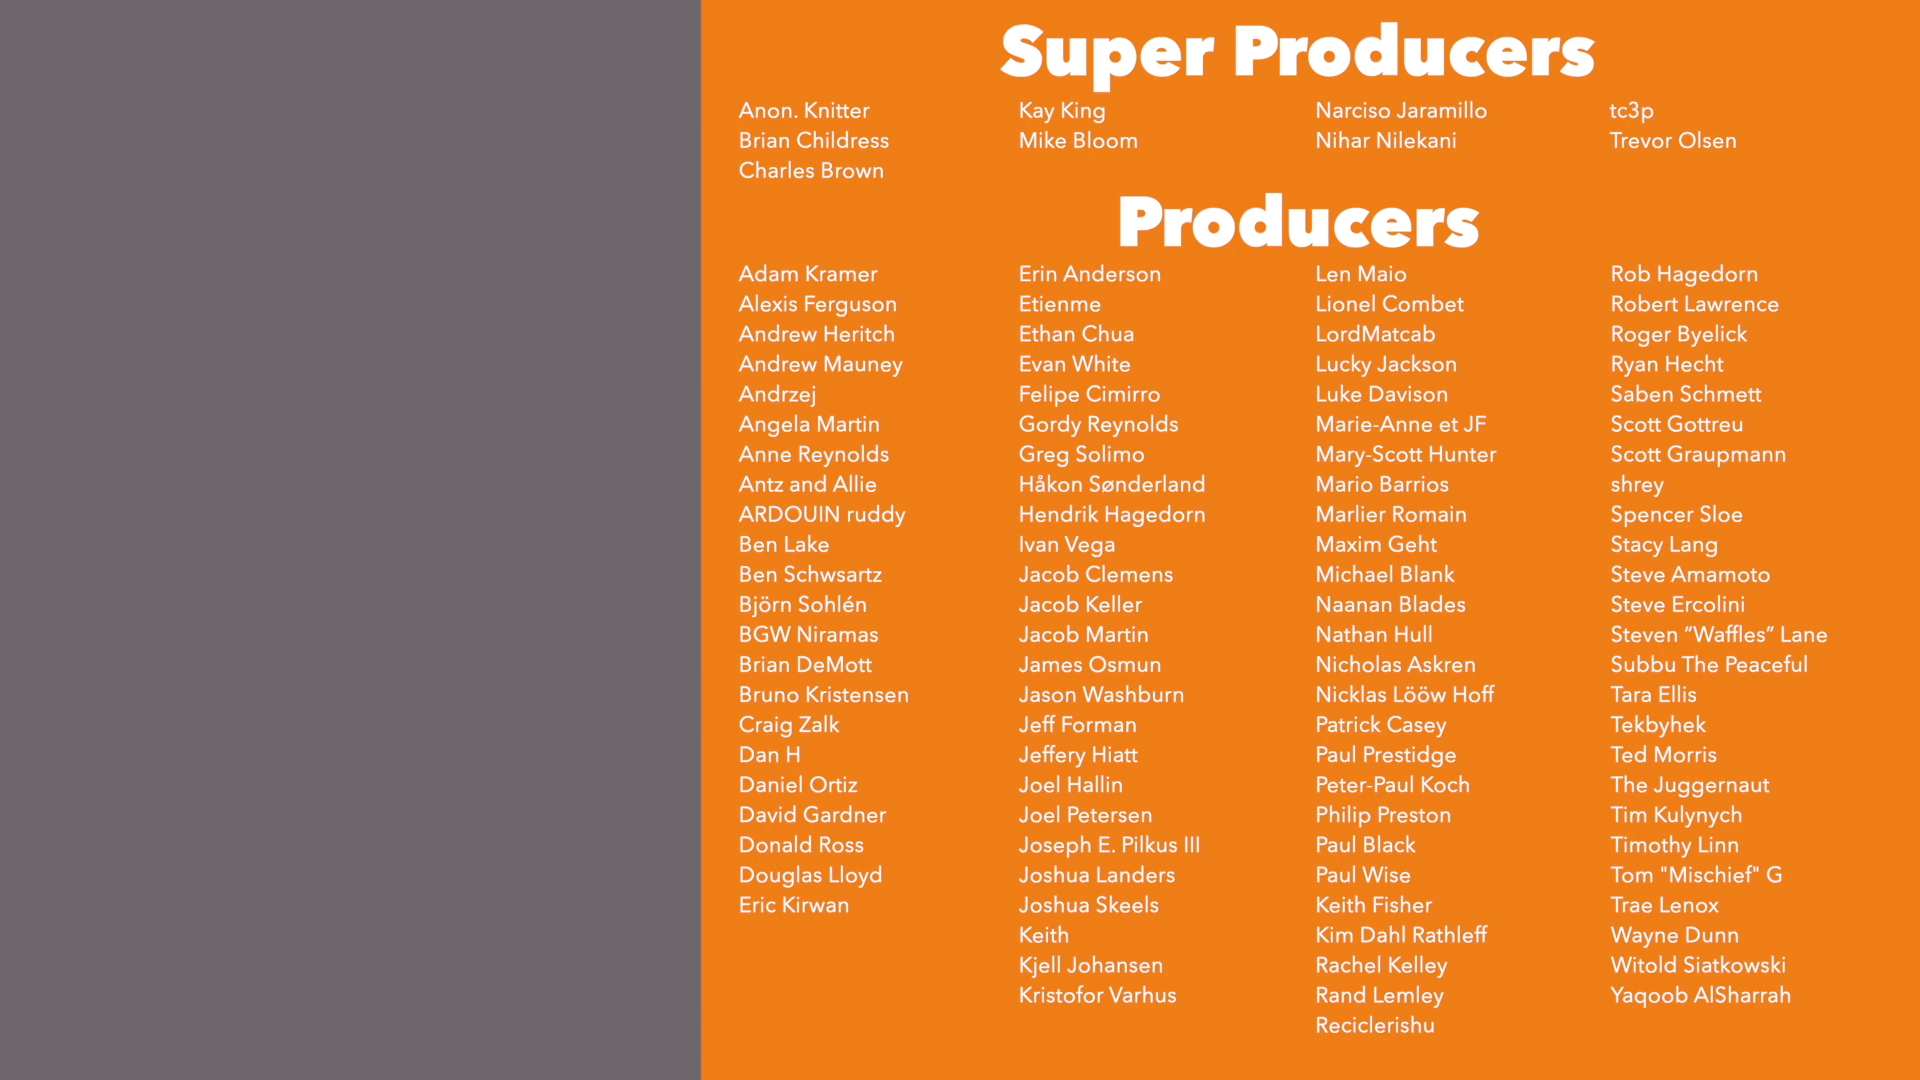 Super Producers
Anon. Knitter
Brian Childress
Charles Brown
Kay King
Mike Bloom
Narciso Jaramillo
Nihar Nilekani
tc3p
Trevor Olsen
Producers
Adam Kramer
Alexis Ferguson
Andrew Heritch
Andrew Mauney
Andrzej
Angela Martin
Anne Reynolds
Antz and Allie
ARDOUIN ruddy
Ben Lake
Ben Schwsartz
Björn Sohlén
BGW Niramas
Brian DeMott
Bruno Kristensen
Craig Zalk
Dan H
Daniel Ortiz
David Gardner
Donald Ross
Douglas Lloyd
Eric Kirwan
Erin Anderson
Etienme
Ethan Chua
Evan White
Felipe Cimirro
Gordy Reynolds
Greg Solimo
Håkon Sønderland
Hendrik Hagedorn
Ivan Vega
Jacob Clemens
Jacob Keller
Jacob Martin
James Osmun
Jason Washburn
Jeff Forman
Jeffery Hiatt
Joel Hallin
Joel Petersen
Joseph E. Pilkus III
Joshua Landers
Joshua Skeels
Keith
Kjell Johansen
Kristofor Varhus
Len Maio
Lionel Combet
LordMatcab
Lucky Jackson
Luke Davison
Marie-Anne et JF
Mary-Scott Hunter
Mario Barrios
Marlier Romain
Maxim Geht
Michael Blank
Naanan Blades
Nathan Hull
Nicholas Askren
Nicklas Lööw Hoff
Patrick Casey
Paul Prestidge
Peter-Paul Koch
Philip Preston
Paul Black
Paul Wise
Keith Fisher
Kim Dahl Rathleff
Rachel Kelley
Rand Lemley
Reciclerishu
Rob Hagedorn
Robert Lawrence
Roger Byelick
Ryan Hecht
Saben Schmett
Scott Gottreu
Scott Graupmann
shrey
Spencer Sloe
Stacy Lang
Steve Amamoto
Steve Ercolini
Steven “Waffles” Lane
Subbu The Peaceful
Tara Ellis
Tekbyhek
Ted Morris
The Juggernaut
Tim Kulynych
Timothy Linn
Tom "Mischief" G
Trae Lenox
Wayne Dunn
Witold Siatkowski
Yaqoob AlSharrah